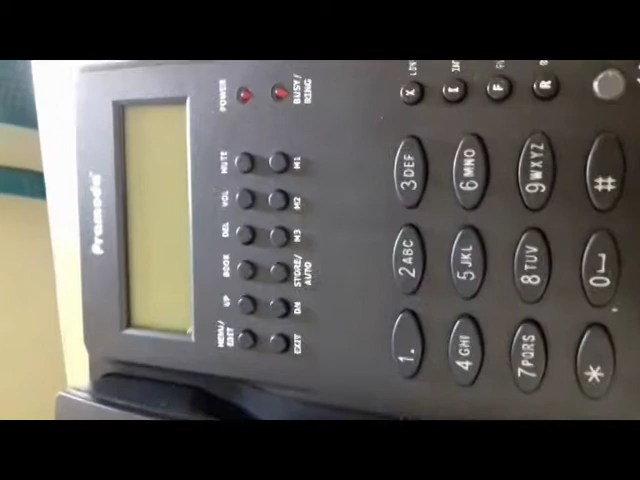 Pramoda
MENU/ EDIT UP BOOK DEL VOL MUTE POWER
EXIT DN STORE/ AUTO M3 M2 M1 BUSY/ RING
1. 2ABC 3DEF X
4GHI 5JKL 6MNO I
7PQRS 8TUV 9WXYZ F
* 0␣ # R